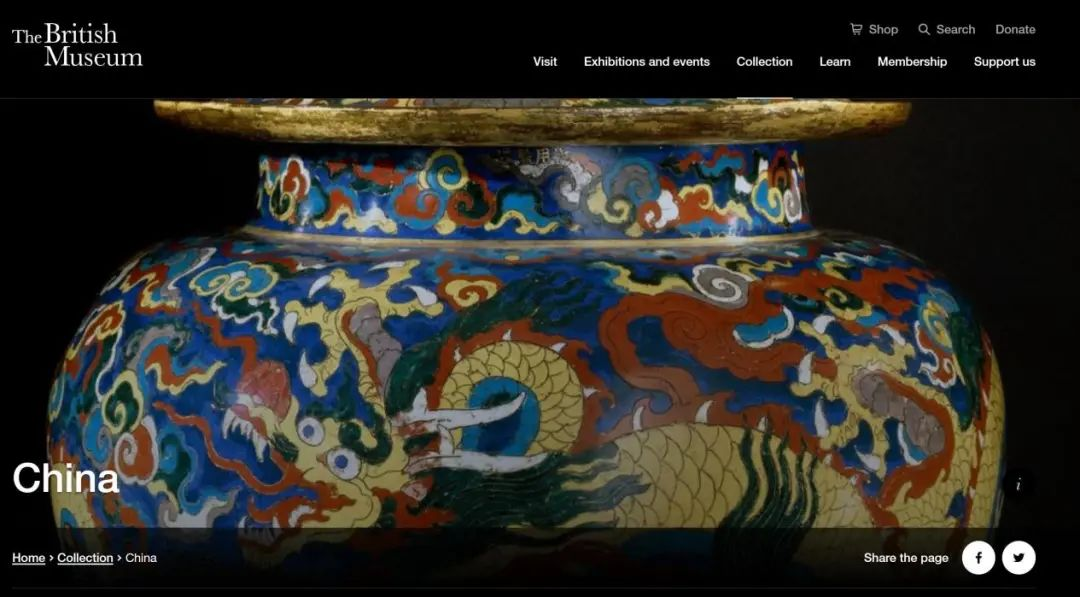 The British
Museum
Shop Search Donate
Visit Exhibitions and events Collection Learn Membership Support us
China
i
Home › Collection › China
Share the page